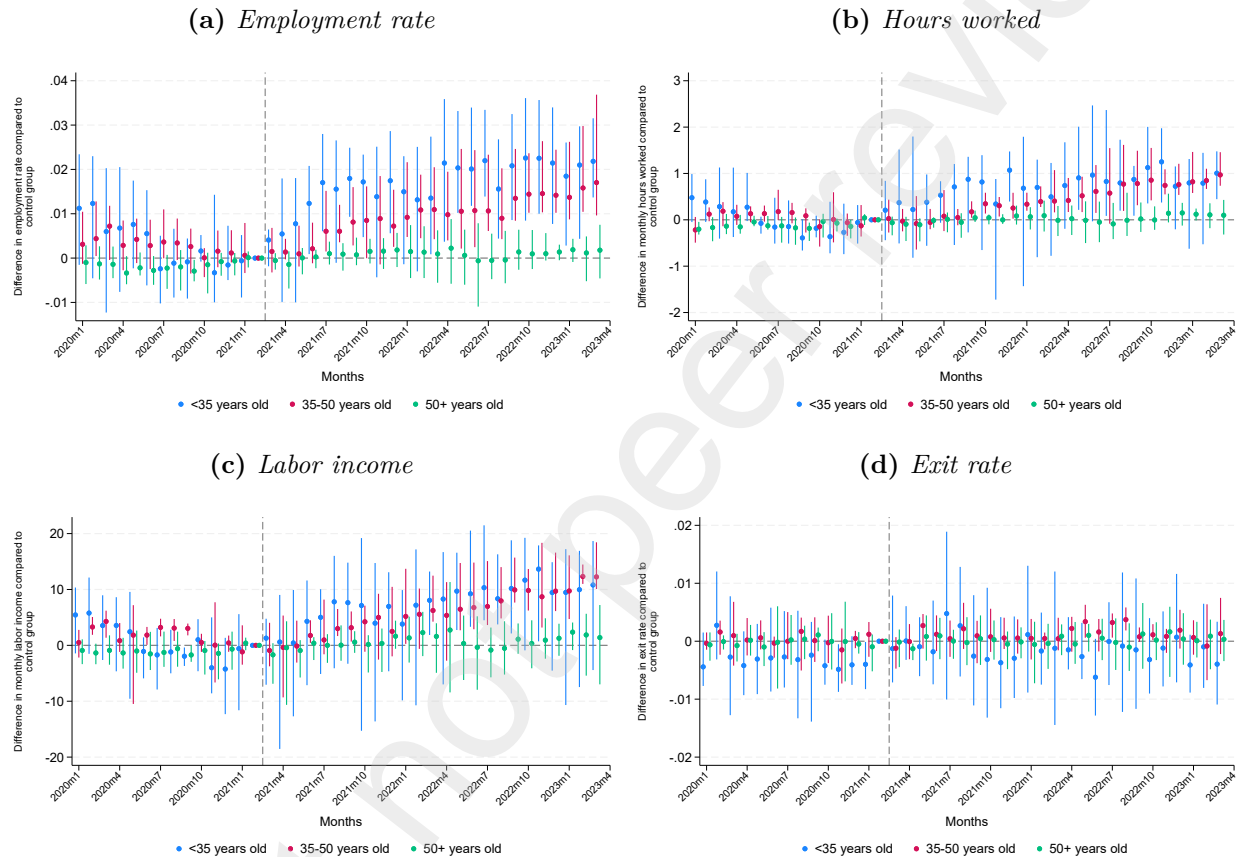 (a) Employment rate
Difference in employment rate compared to
control group
.04
.03
.02
.01
0
-.01
2020m1
2020m4
2020m7
2020m10
2021m1
2021m4
2021m7
2021m10
2022m1
2022m4
2022m7
2022m10
2023m1
2023m4
Months
<35 years old
35-50 years old
50+ years old
(b) Hours worked
Difference in monthly hours worked compared to
control group
3
2
1
0
-1
-2
2020m1
2020m4
2020m7
2020m10
2021m1
2021m4
2021m7
2021m10
2022m1
2022m4
2022m7
2022m10
2023m1
2023m4
Months
<35 years old
35-50 years old
50+ years old
(c) Labor income
Difference in monthly labor income compared to
control group
20
10
0
-10
-20
2020m1
2020m4
2020m7
2020m10
2021m1
2021m4
2021m7
2021m10
2022m1
2022m4
2022m7
2022m10
2023m1
2023m4
Months
<35 years old
35-50 years old
50+ years old
(d) Exit rate
Difference in exit rate compared to
control group
.02
.01
0
-.01
-.02
2020m1
2020m4
2020m7
2020m10
2021m1
2021m4
2021m7
2021m10
2022m1
2022m4
2022m7
2022m10
2023m1
2023m4
Months
<35 years old
35-50 years old
50+ years old
not peer review